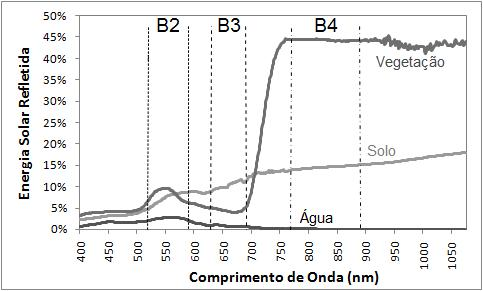 B2 B3 B4
50%
45%
40%
35%
30%
25%
20%
15%
10%
5%
0%
Energia Solar Refletida
Vegetação
Solo
Água
400 450 500 550 600 650 700 750 800 850 900 950 1000 1050
Comprimento de Onda (nm)